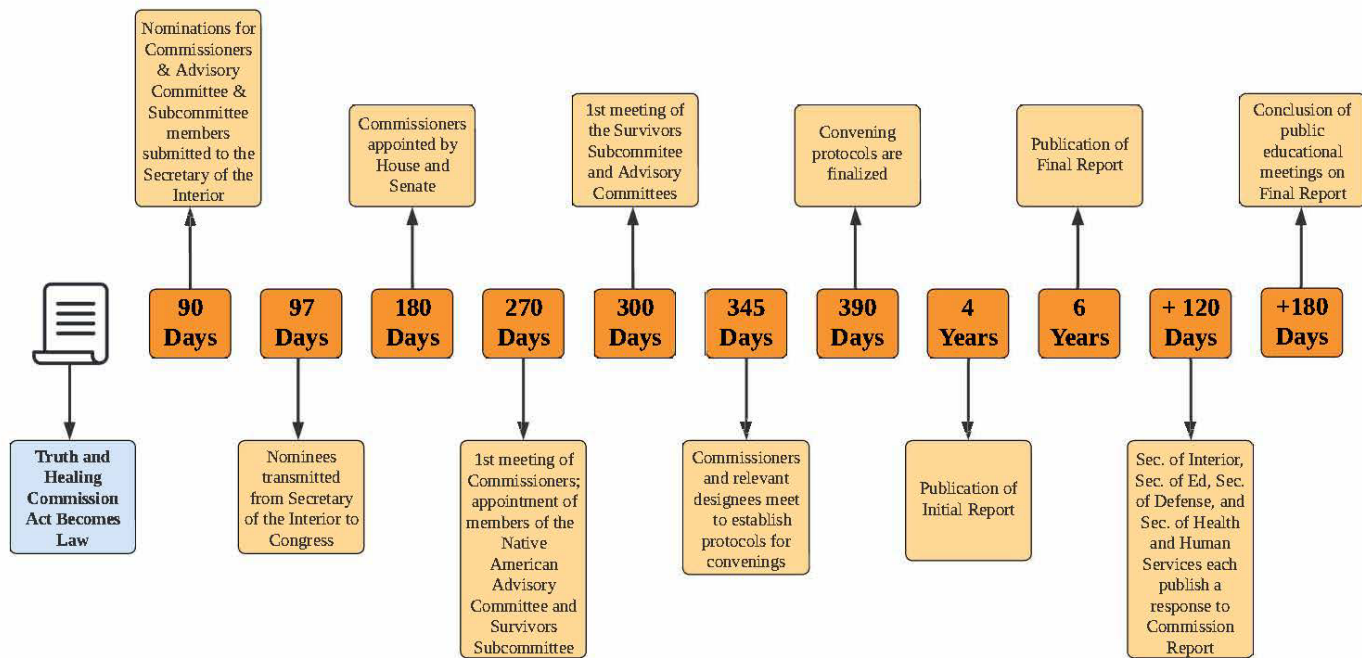 Nominations for
Commissioners
& Advisory
Committee &
Subcommittee
members
submitted to the
Secretary of the
Interior
Commissioners
appointed by
House and
Senate
1st meeting of
the Survivors
Subcommitee
and Advisory
Committees
Convening
protocols are
finalized
Publication of
Final Report
Conclusion of
public
educational
meetings on
Final Report
90
Days
97
Days
180
Days
270
Days
300
Days
345
Days
390
Days
4
Years
6
Years
+ 120
Days
+180
Days
Truth and
Healing
Commission
Act Becomes
Law
Nominees
transmitted
from Secretary
of the Interior to
Congress
1st meeting of
Commissioners;
appointment of
members of the
Native
American
Advisory
Committee and
Survivors
Subcommittee
Commissioners
and relevant
designees meet
to establish
protocols for
convenings
Publication of
Initial Report
Sec. of Interior,
Sec. of Ed, Sec.
of Defense, and
Sec. of Health
and Human
Services each
publish a
response to
Commission
Report